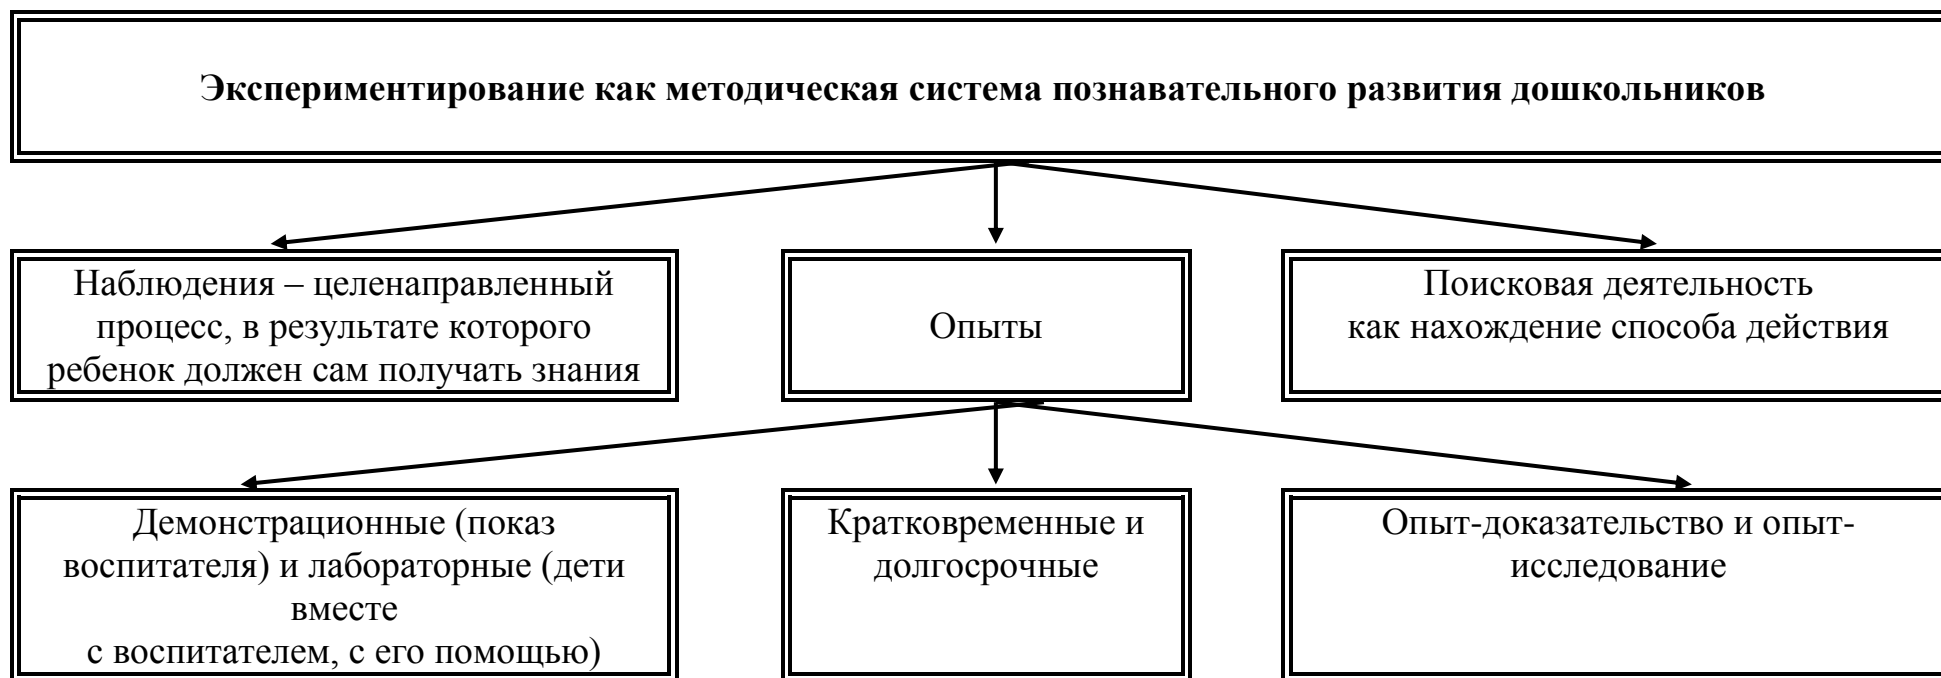 Экспериментирование как методическая система познавательного развития дошкольников
Наблюдения – целенаправленный
процесс, в результате которого
ребенок должен сам получать знания
Опыты
Поисковая деятельность
как нахождение способа действия
Демонстрационные (показ
воспитателя) и лабораторные (дети
вместе
с воспитателем, с его помощью)
Кратковременные и
долгосрочные
Опыт-доказательство и опыт-
исследование